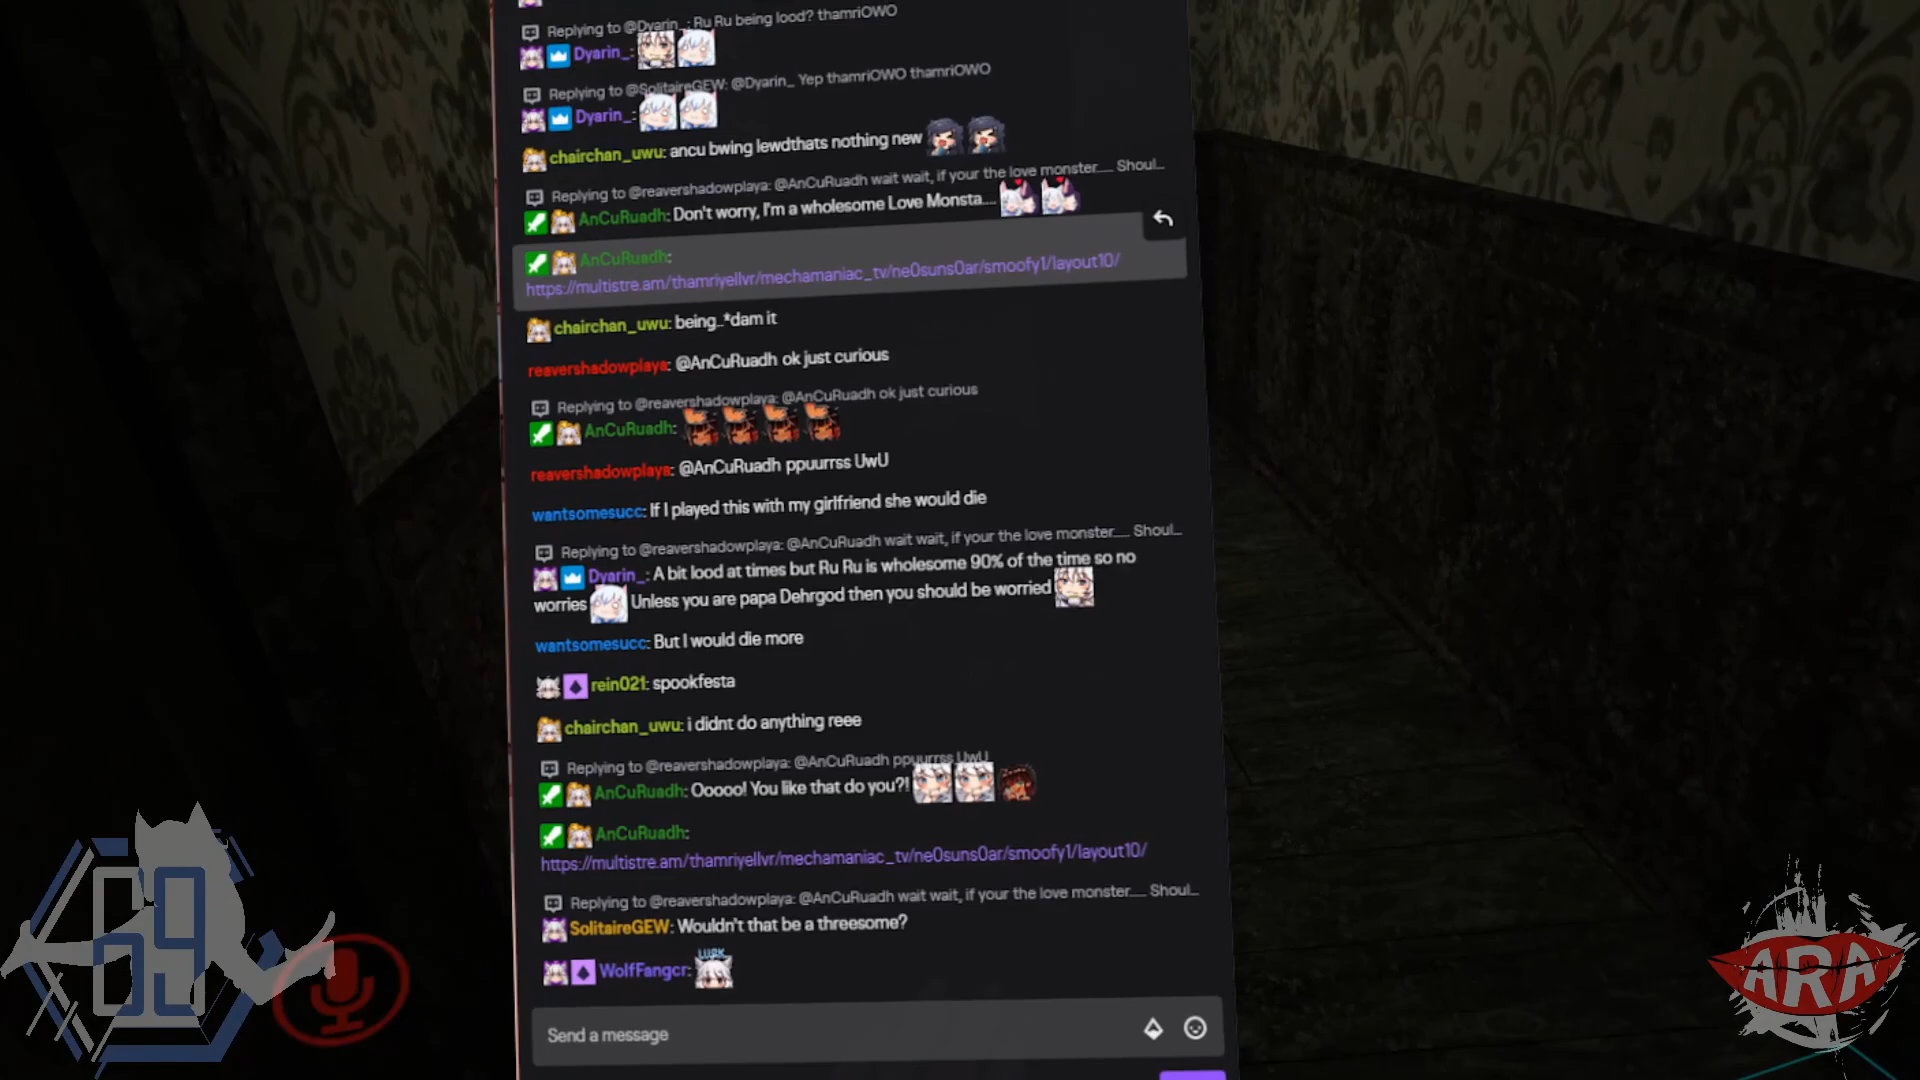 Replying to @Dyarin_: Ru Ru being lood? thamriOWO
Dyarin_:
Replying to @SolitaireGEW: @Dyarin_ Yep thamriOWO thamriOWO
Dyarin_:
chairchan_uwu: ancu bwing lewdthats nothing new
Replying to @reavershadowplaya: @AnCuRuadh wait wait, if your the love monster..... Shoul...
AnCuRuadh: Don't worry, I'm a wholesome Love Monsta....
AnCuRuadh:
https://multistre.am/thamriyellvr/mechamaniac_tv/ne0suns0ar/smoofy1/layout10/
chairchan_uwu: being..*dam it
reavershadowplaya: @AnCuRuadh ok just curious
Replying to @reavershadowplaya: @AnCuRuadh ok just curious
AnCuRuadh:
reavershadowplaya: @AnCuRuadh ppuurrss UwU
wantsomesucc: If I played this with my girlfriend she would die
Replying to @reavershadowplaya: @AnCuRuadh wait wait, if your the love monster..... Shoul...
Dyarin_: A bit lood at times but Ru Ru is wholesome 90% of the time so no
worries Unless you are papa Dehrgod then you should be worried
wantsomesucc: But I would die more
rein021: spookfesta
chairchan_uwu: i didnt do anything reee
Replying to @reavershadowplaya: @AnCuRuadh ppuurrss UwU
AnCuRuadh: Ooooo! You like that do you?!
AnCuRuadh:
https://multistre.am/thamriyellvr/mechamaniac_tv/ne0suns0ar/smoofy1/layout10/
Replying to @reavershadowplaya: @AnCuRuadh wait wait, if your the love monster..... Shoul...
SolitaireGEW: Wouldn't that be a threesome?
WolfFangcr: LURK
Send a message
69
ARA